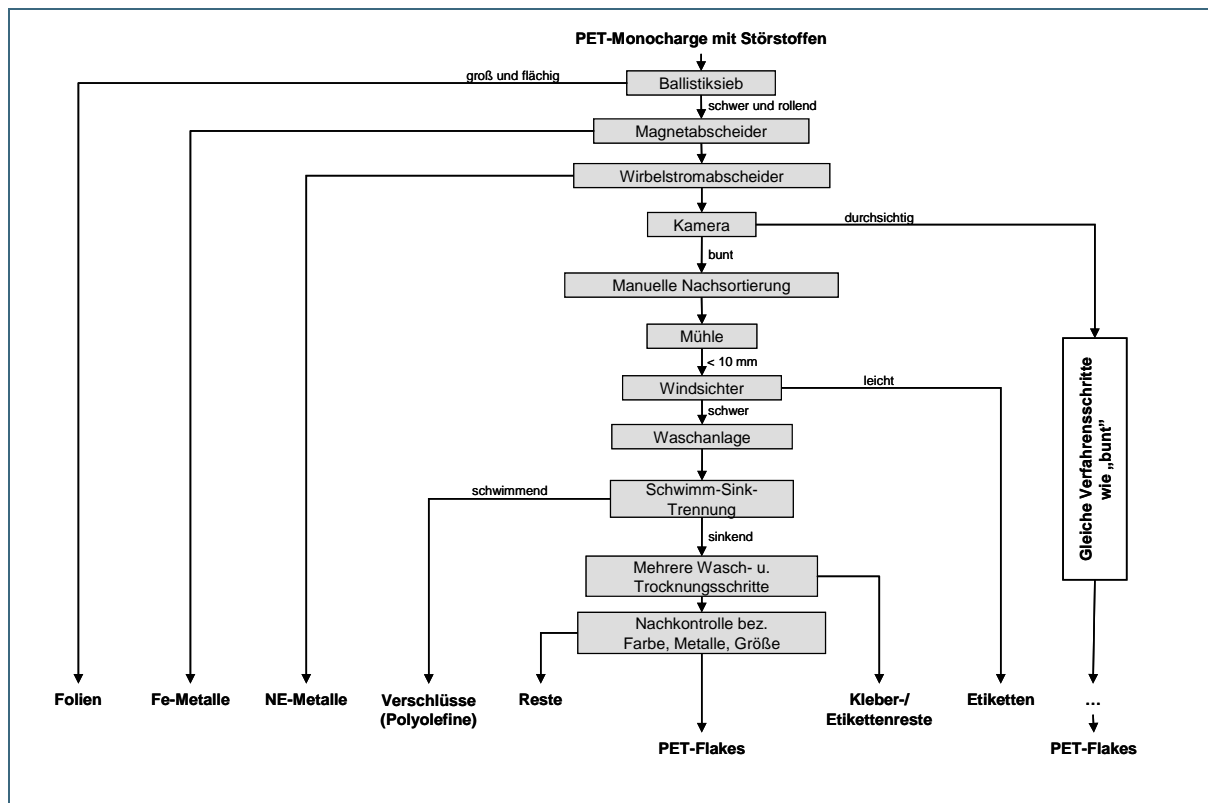 PET-Monocharge mit Störstoffen
groß und flächig
Ballistiksieb
schwer und rollend
Magnetabscheider
Wirbelstromabscheider
Kamera
durchsichtig
bunt
Manuelle Nachsortierung
Mühle
< 10 mm
Windsichter
leicht
schwer
Waschanlage
schwimmend
Schwimm-Sink-
Trennung
sinkend
Mehrere Wasch- u.
Trocknungsschritte
Nachkontrolle bez.
Farbe, Metalle, Größe
Gleiche Verfahrensschritte
wie „bunt”
Folien
Fe-Metalle
NE-Metalle
Verschlüsse
(Polyolefine)
Reste
Kleber-/
Etikettenreste
Etiketten
...
PET-Flakes
PET-Flakes